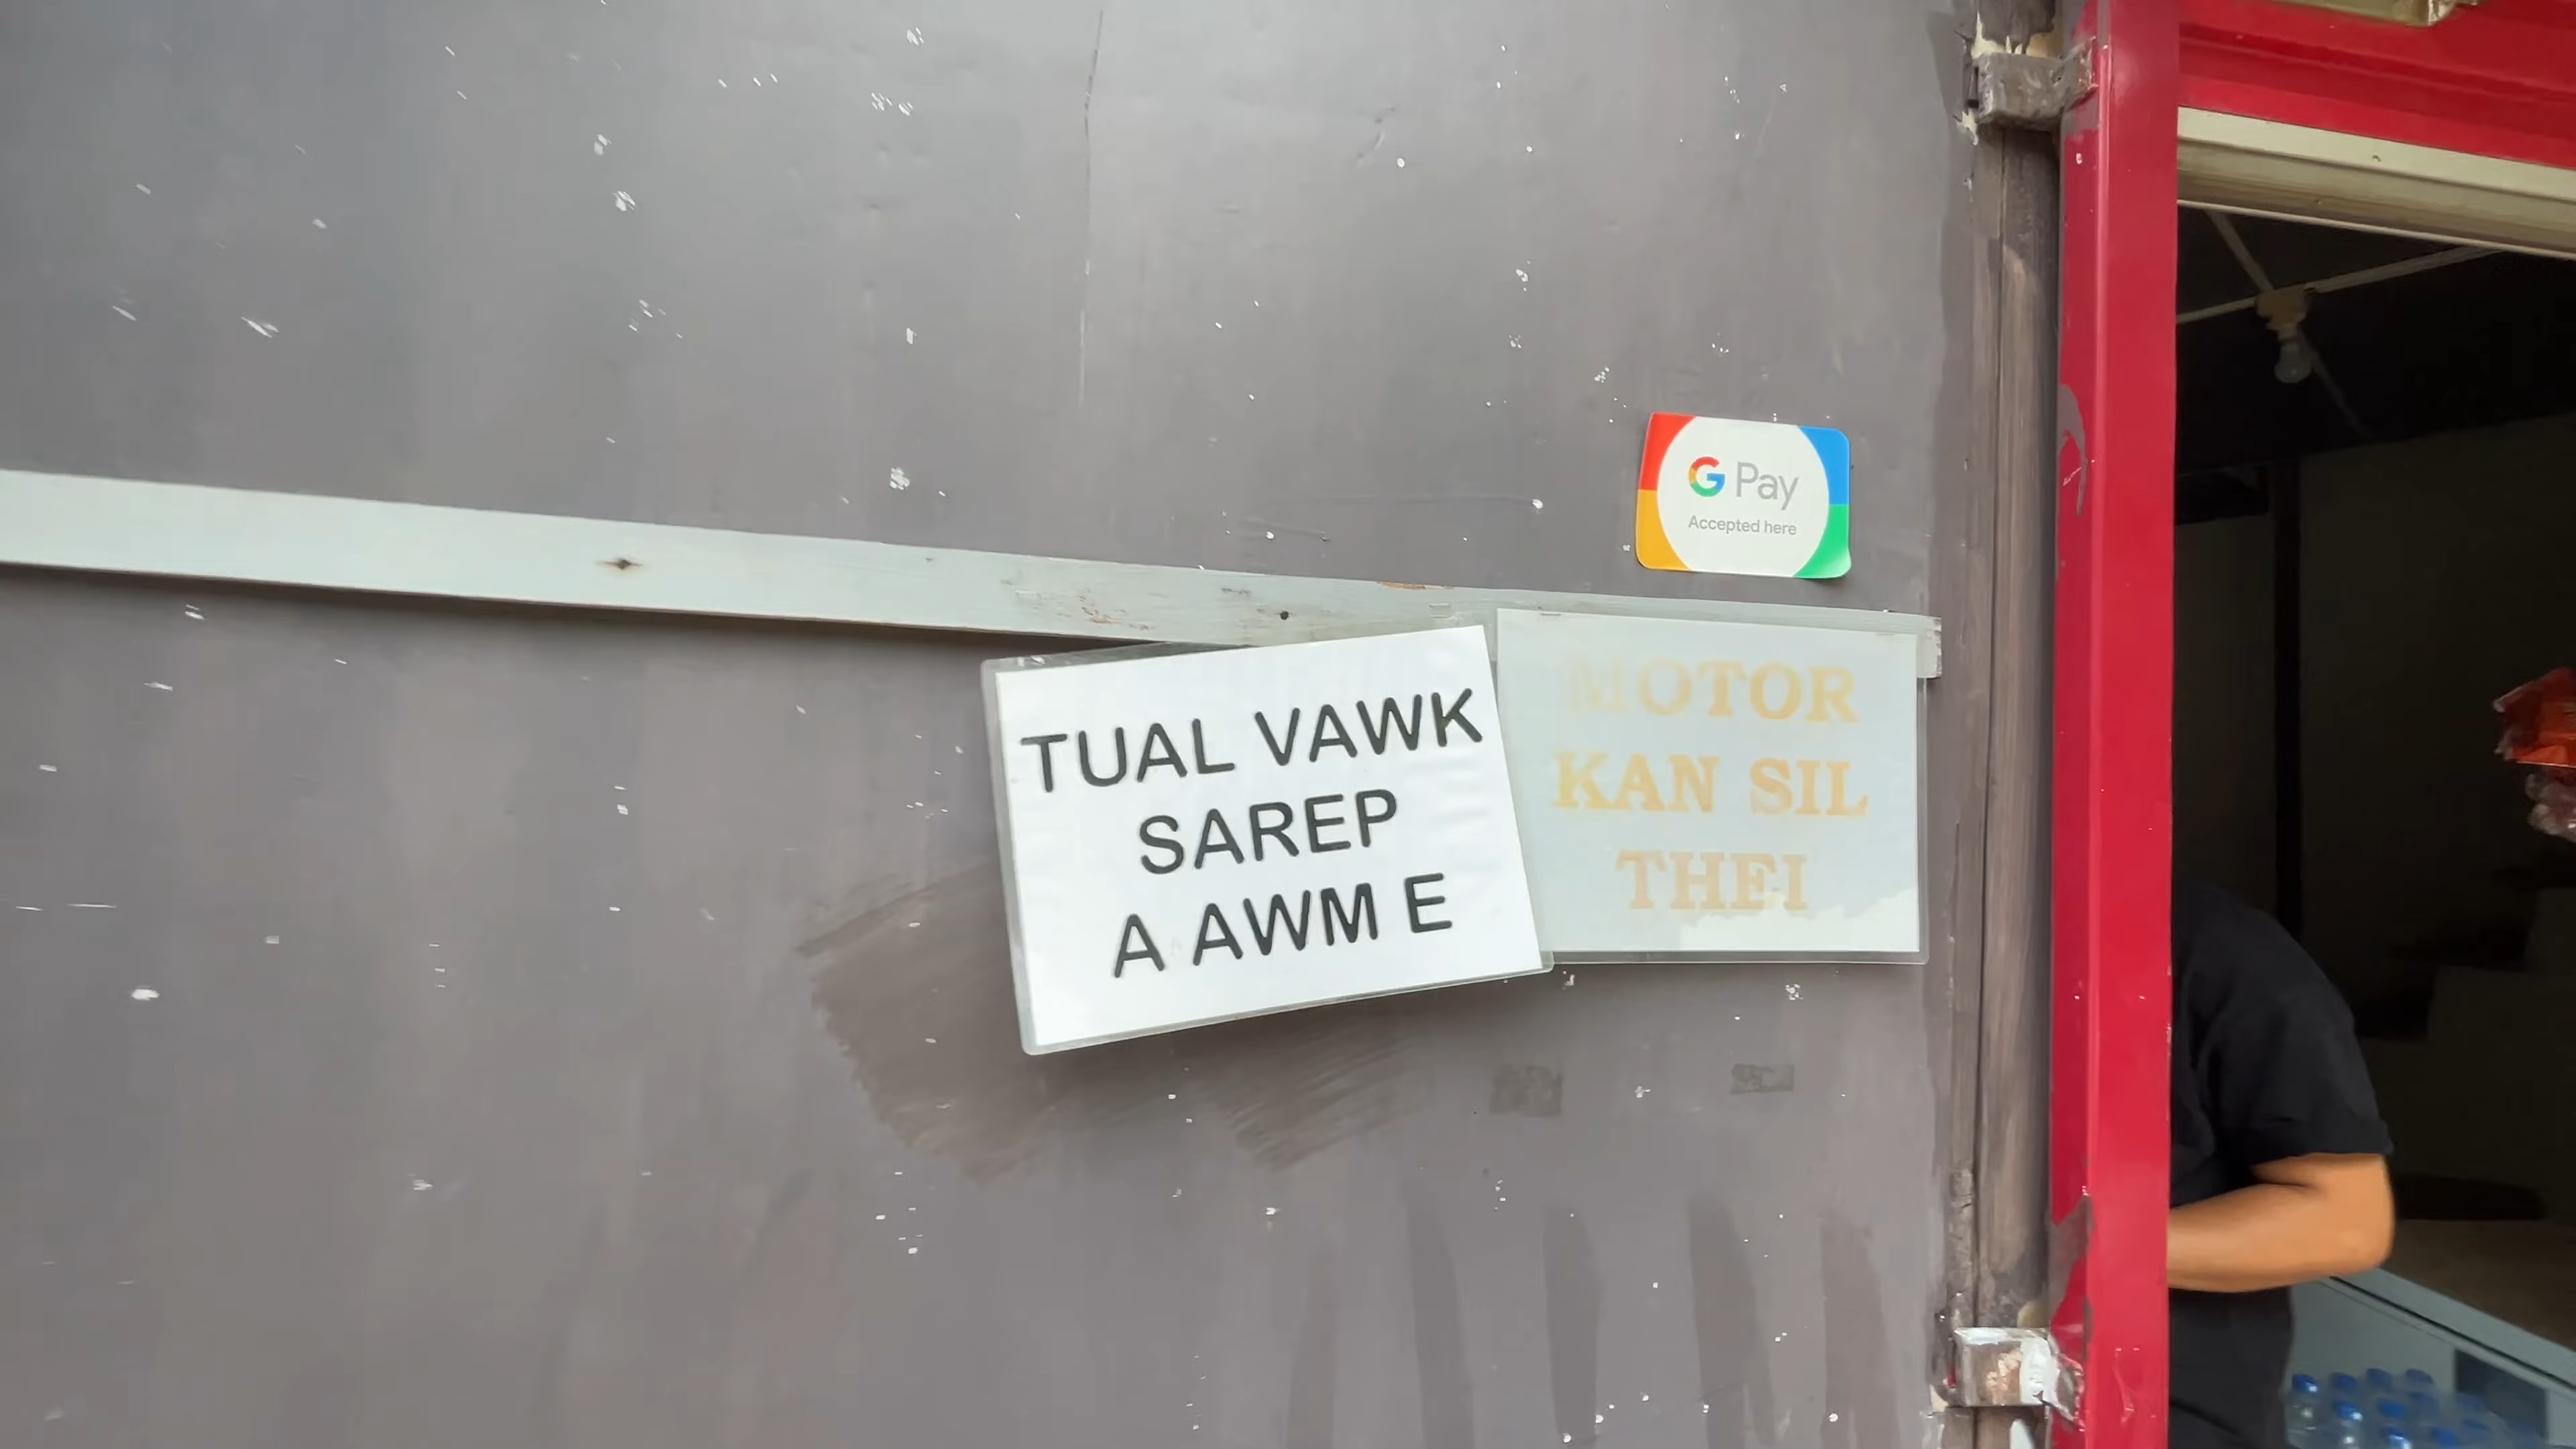 G Pay
Accepted here
TUAL VAWK
SAREP
A AWM E
MOTOR
KAN SIL
THEI